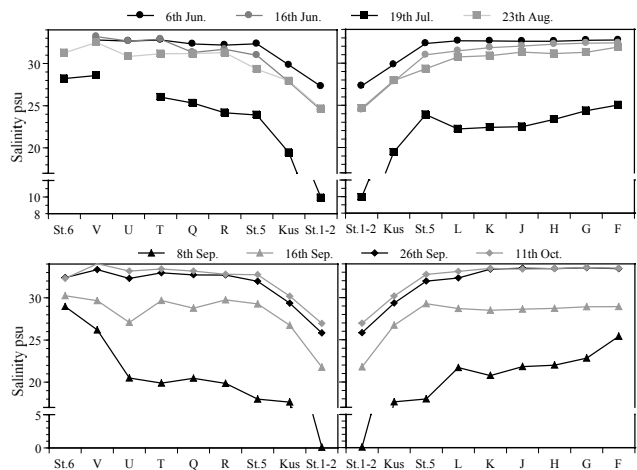 6th Jun. 16th Jun. 19th Jul. 23th Aug.
Salinity psu
30
25
20
10
8
St.6 V U T Q R St.5 Kus St.1-2
St.1-2 Kus St.5 L K J H G F
8th Sep. 16th Sep. 26th Sep. 11th Oct.
Salinity psu
30
20
5
0
St.6 V U T Q R St.5 Kus St.1-2
St.1-2 Kus St.5 L K J H G F